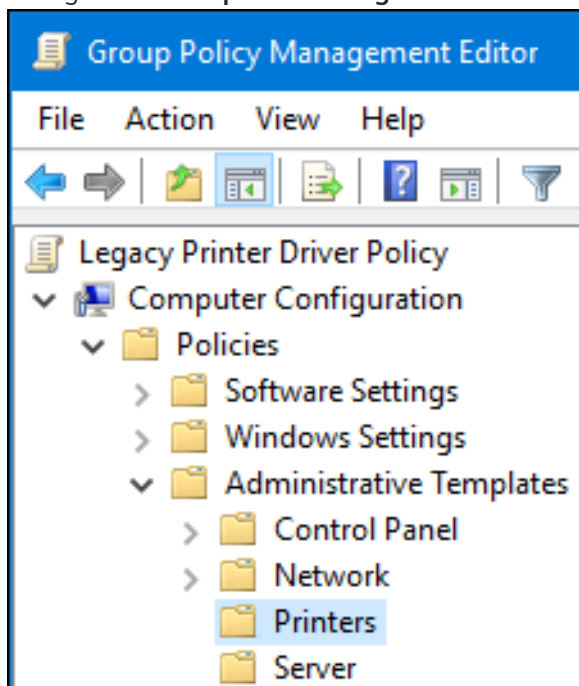 Group Policy Management Editor
File Action View Help
Legacy Printer Driver Policy
Computer Configuration
Policies
Software Settings
Windows Settings
Administrative Templates
Control Panel
Network
Printers
Server